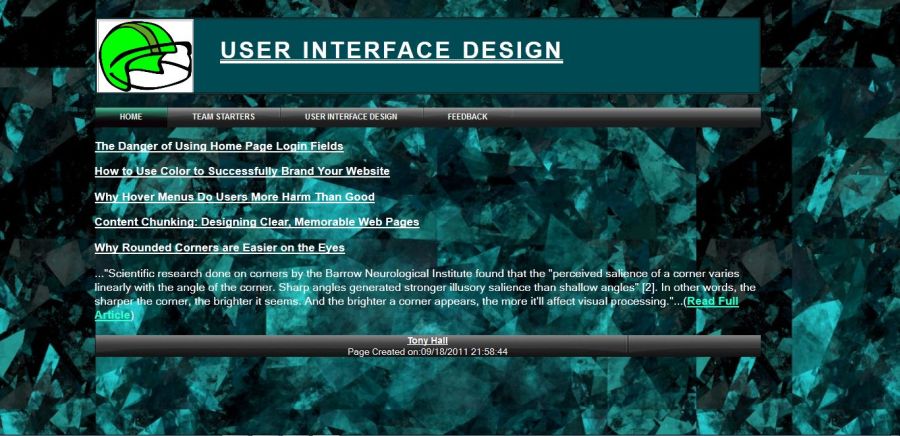 USER INTERFACE DESIGN
HOME TEAM STARTERS USER INTERFACE DESIGN FEEDBACK
The Danger of Using Home Page Login Fields
How to Use Color to Successfully Brand Your Website
Why Hover Menus Do Users More Harm Than Good
Content Chunking: Designing Clear, Memorable Web Pages
Why Rounded Corners are Easier on the Eyes
..."Scientific research done on corners by the Barrow Neurological Institute found that the "perceived salience of a corner varies
linearly with the angle of the corner. Sharp angles generated stronger illusory salience than shallow angles" [2]. In other words, the
sharper the corner, the brighter it seems. And the brighter a corner appears, the more it'll affect visual processing."...(Read Full
Article)
Tony Hall
Page Created on:09/18/2011 21:58:44